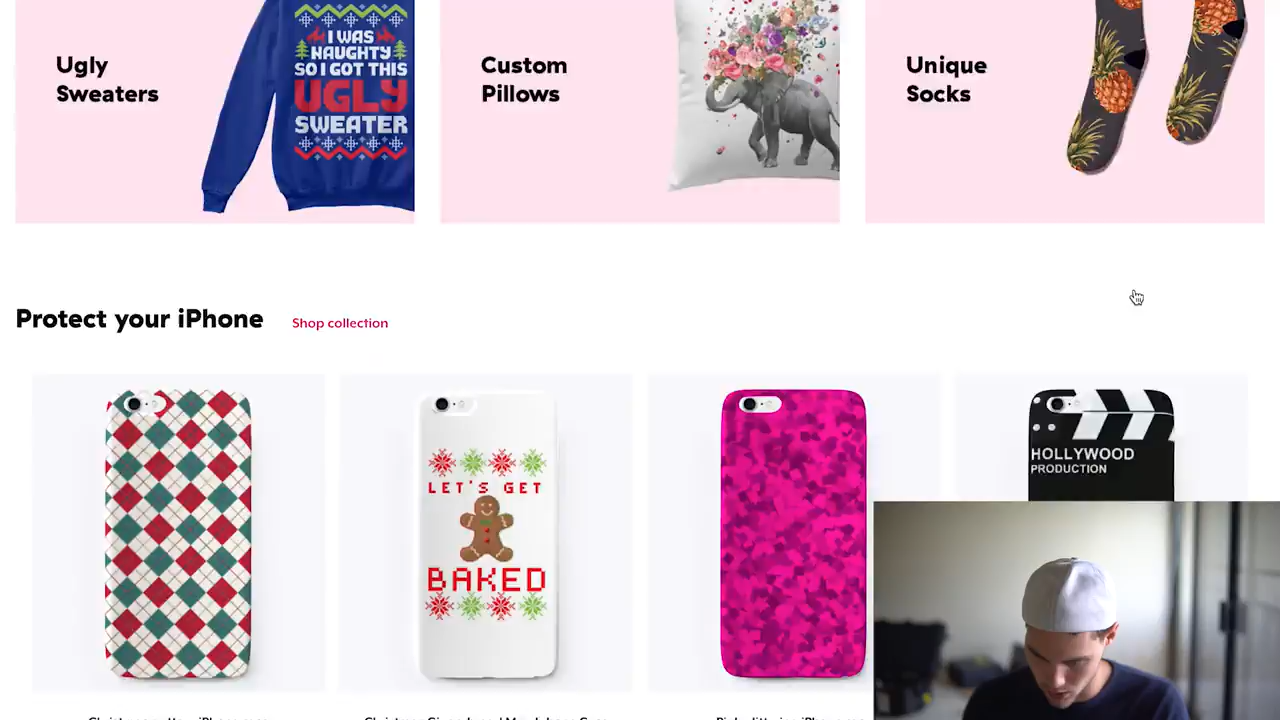 Ugly
Sweaters
I WAS
NAUGHTY
SO I GOT THIS
UGLY
SWEATER
Custom
Pillows
Unique
Socks
Protect your iPhone
Shop collection
LET'S GET
BAKED
HOLLYWOOD
PRODUCTION